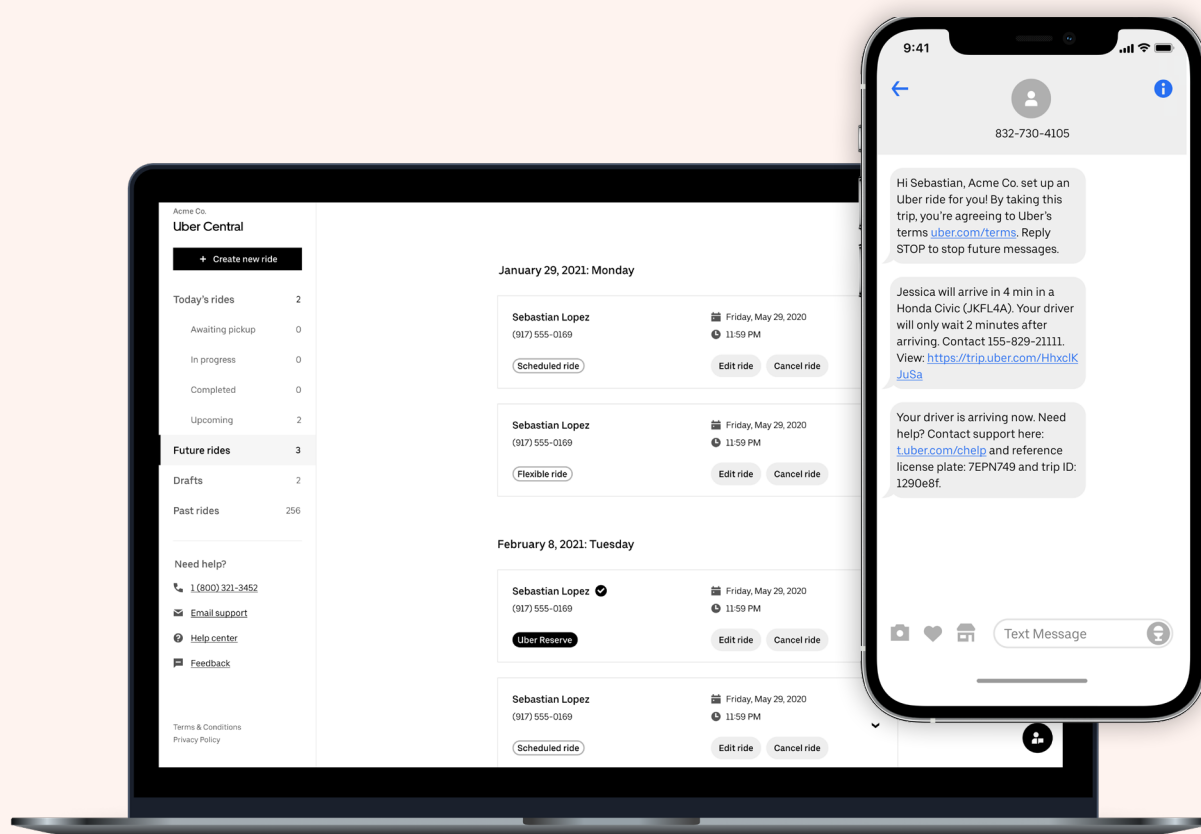 Acme Co.
Uber Central
+ Create new ride
Today's rides 2
Awaiting pickup 0
In progress 0
Completed 0
Upcoming 2
Future rides 3
Drafts 2
Past rides 256
Need help?
1 (800) 321-3452
Email support
Help center
Feedback
Terms & Conditions
Privacy Policy
January 29, 2021: Monday
Sebastian Lopez
(917) 555-0169
Scheduled ride
Friday, May 29, 2020
11:59 PM
Edit ride Cancel ride
Sebastian Lopez
(917) 555-0169
Flexible ride
Friday, May 29, 2020
11:59 PM
Edit ride Cancel ride
February 8, 2021: Tuesday
Sebastian Lopez
(917) 555-0169
Uber Reserve
Friday, May 29, 2020
11:59 PM
Edit ride Cancel ride
Sebastian Lopez
(917) 555-0169
Scheduled ride
Friday, May 29, 2020
11:59 PM
Edit ride Cancel ride
9:41
832-730-4105
Hi Sebastian, Acme Co. set up an
Uber ride for you! By taking this
trip, you're agreeing to Uber's
terms uber.com/terms. Reply
STOP to stop future messages.
Jessica will arrive in 4 min in a
Honda Civic (JKFL4A). Your driver
will only wait 2 minutes after
arriving. Contact 155-829-21111.
View: https://trip.uber.com/HhxclK
JuSa
Your driver is arriving now. Need
help? Contact support here:
t.uber.com/chelp and reference
license plate: 7EPN749 and trip ID:
1290e8f.
Text Message